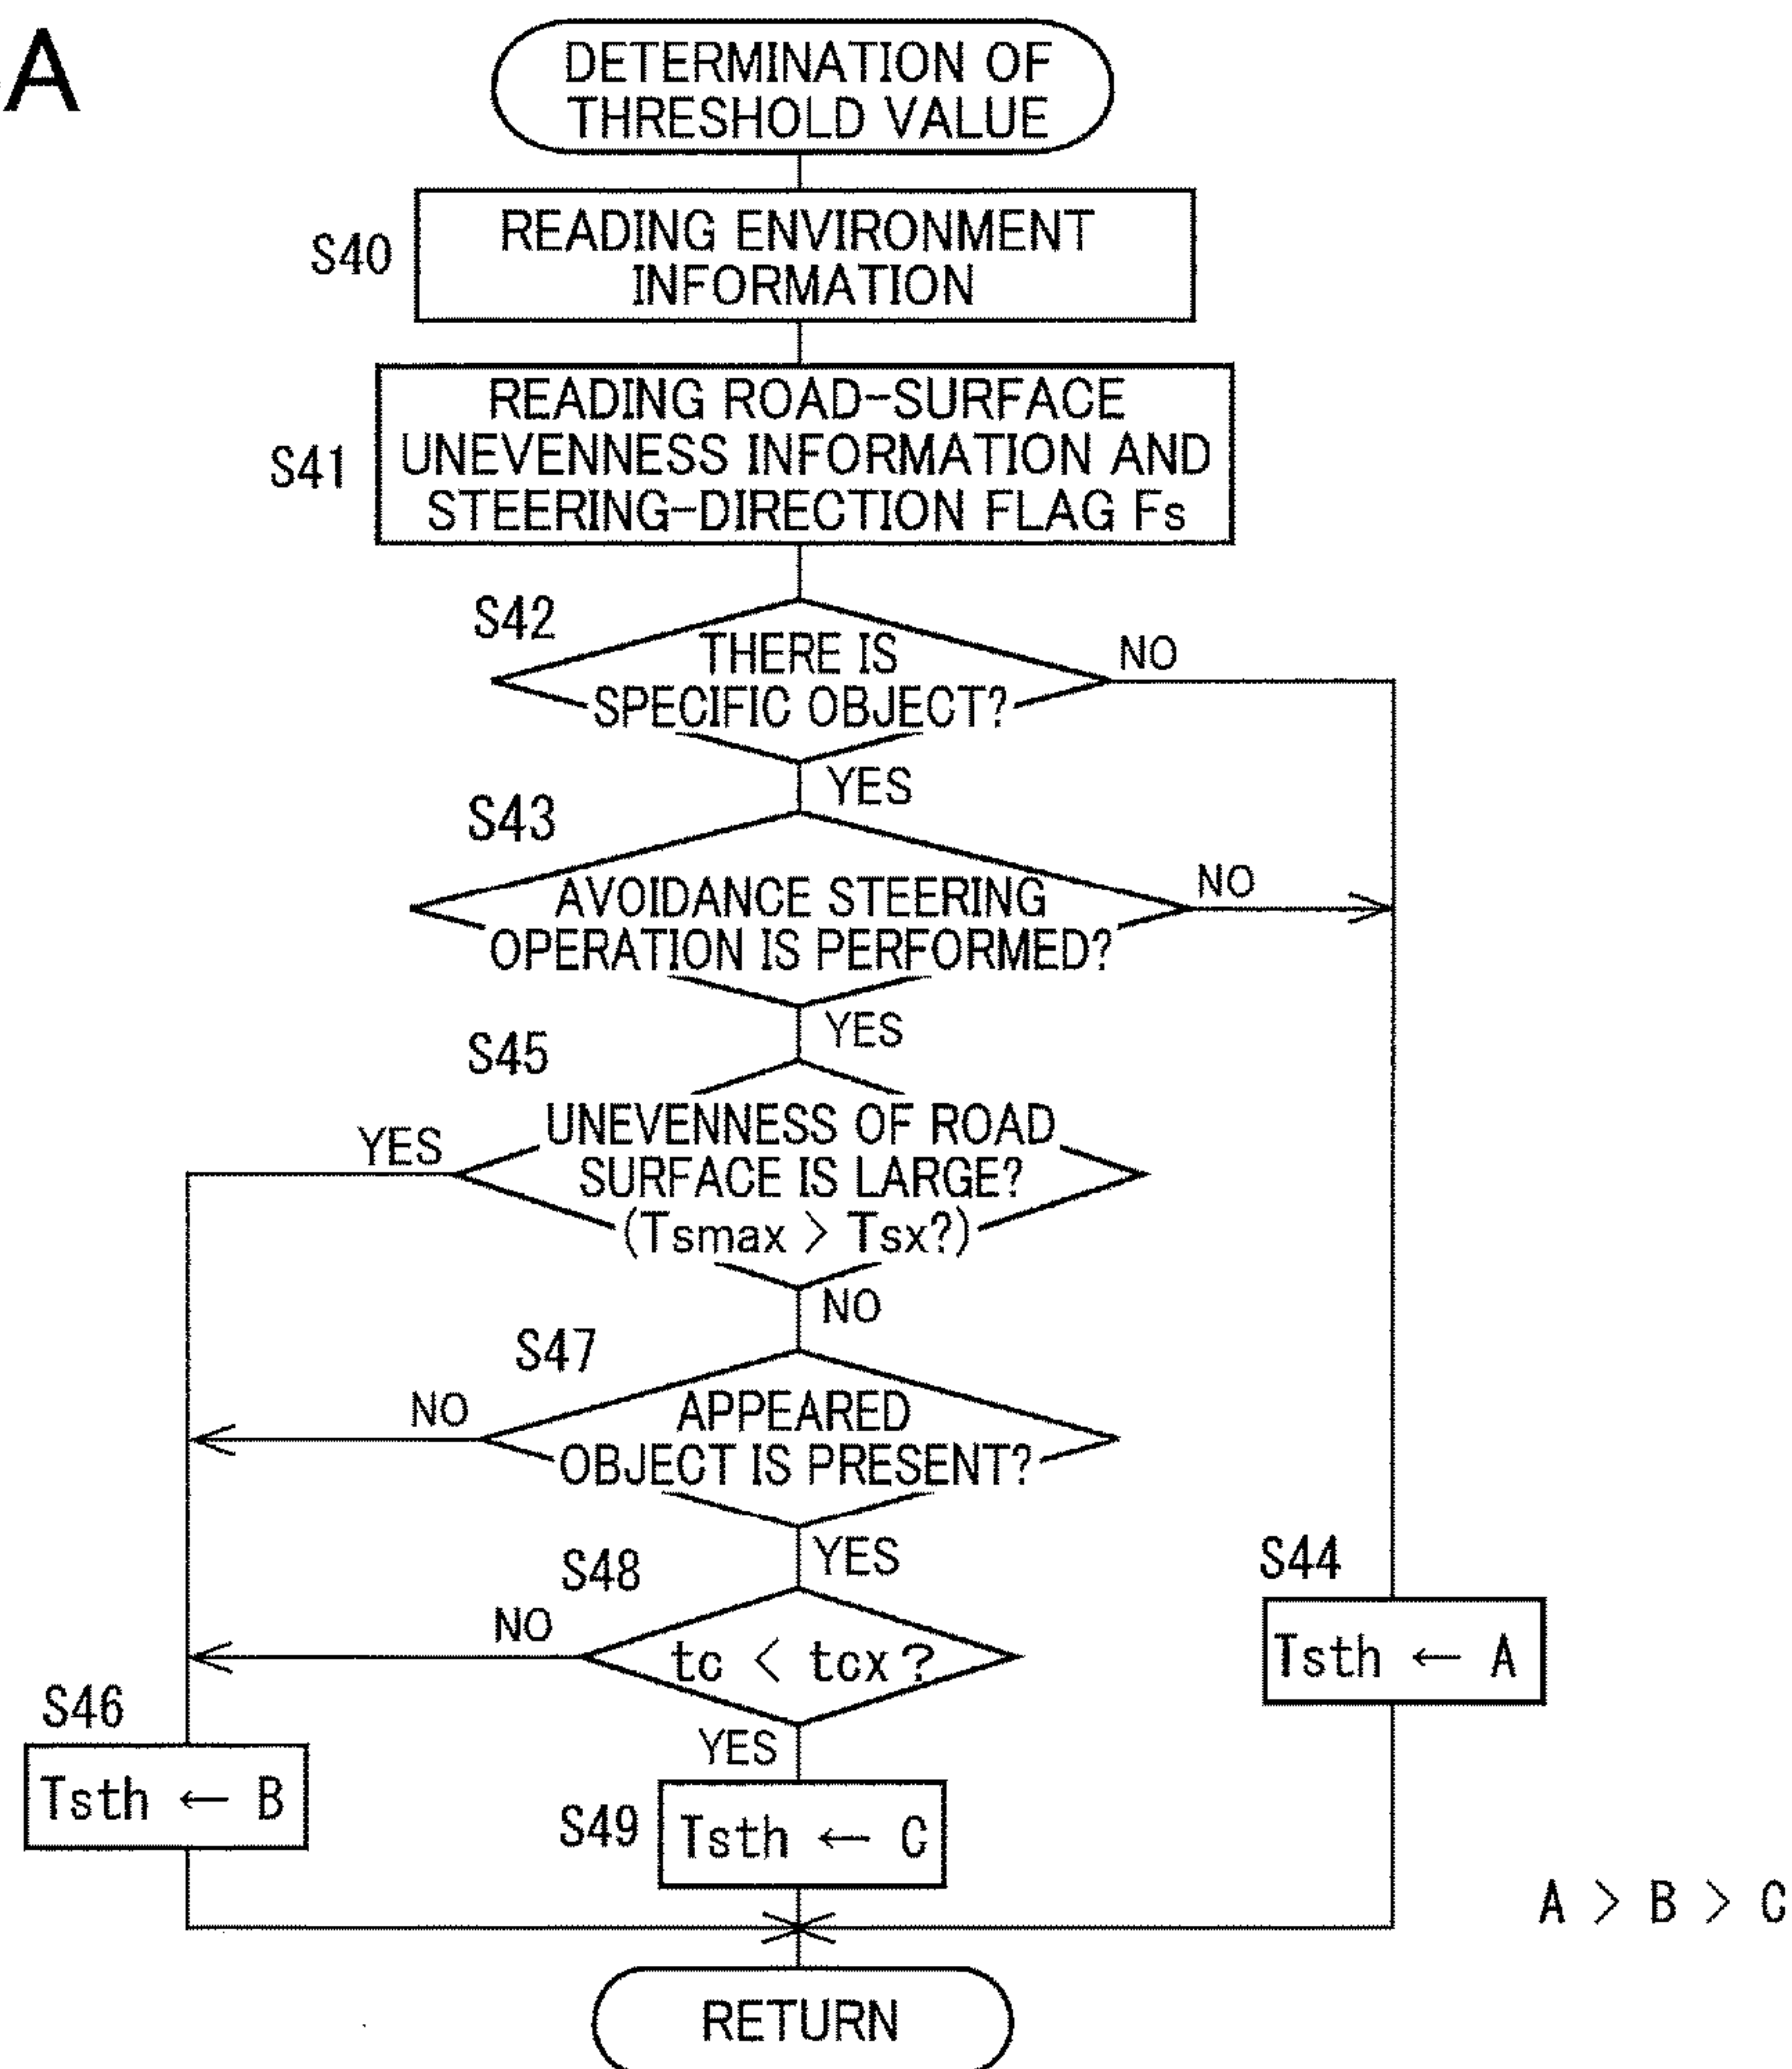 A
DETERMINATION OF
THRESHOLD VALUE
S40
READING ENVIRONMENT
INFORMATION
S41
READING ROAD-SURFACE
UNEVENNESS INFORMATION AND
STEERING-DIRECTION FLAG Fs
S42
THERE IS
SPECIFIC OBJECT?
NO
YES
S43
AVOIDANCE STEERING
OPERATION IS PERFORMED?
NO
YES
S45
UNEVENNESS OF ROAD
SURFACE IS LARGE?
(Tsmax > Tsx?)
YES
NO
S47
APPEARED
OBJECT IS PRESENT?
NO
YES
S48
tc < tcx?
NO
YES
S44
Tsth ← A
S46
Tsth ← B
S49
Tsth ← C
A > B > C
RETURN